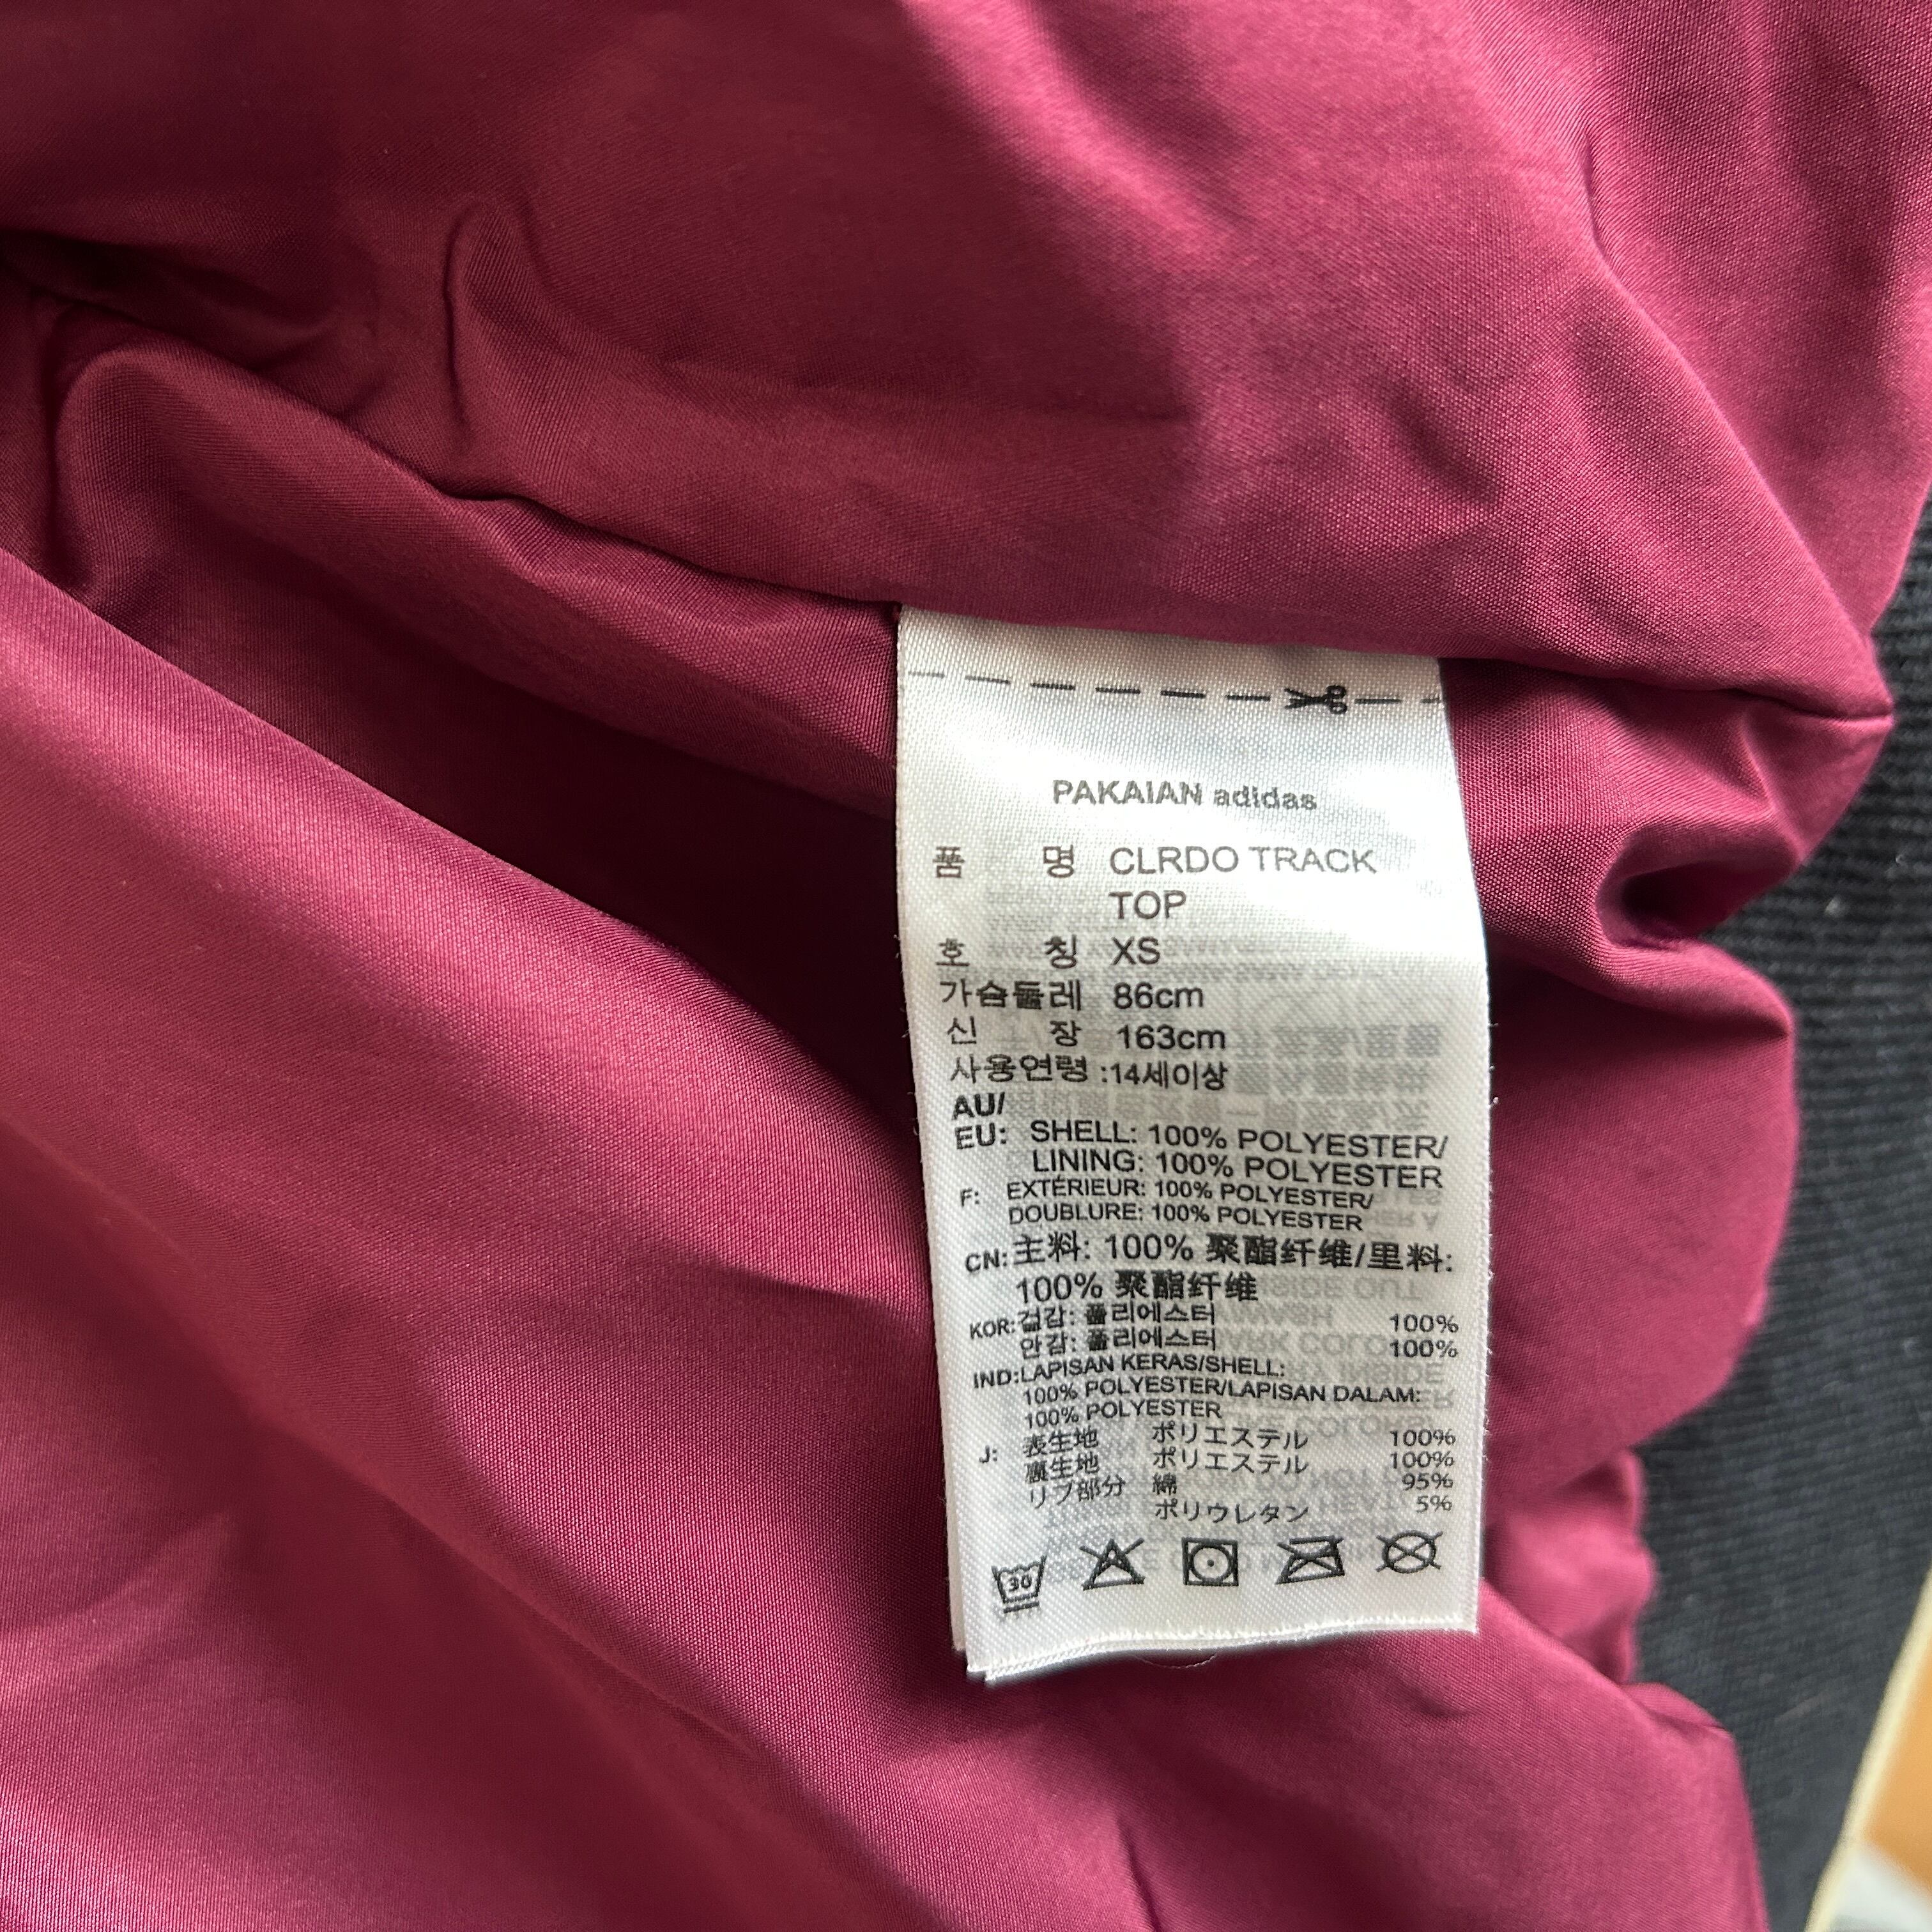 PAKAIAN adidas
품 명 CLRDO TRACK
TOP
호 칭 XS
가슴둘레 86cm
신 장 163cm
사용연령 :14세이상
AU/
EU: SHELL: 100% POLYESTER/
LINING: 100% POLYESTER
F: EXTÉRIEUR: 100% POLYESTER/
DOUBLURE: 100% POLYESTER
CN: 主料: 100% 聚酯纤维/里料:
100% 聚酯纤维
KOR: 겉감: 폴리에스터 100%
안감: 폴리에스터 100%
IND: LAPISAN KERAS/SHELL:
100% POLYESTER/LAPISAN DALAM:
100% POLYESTER
J: 表生地 ポリエステル 100%
裏生地 ポリエステル 100%
リブ部分 綿 95%
ポリウレタン 5%
30